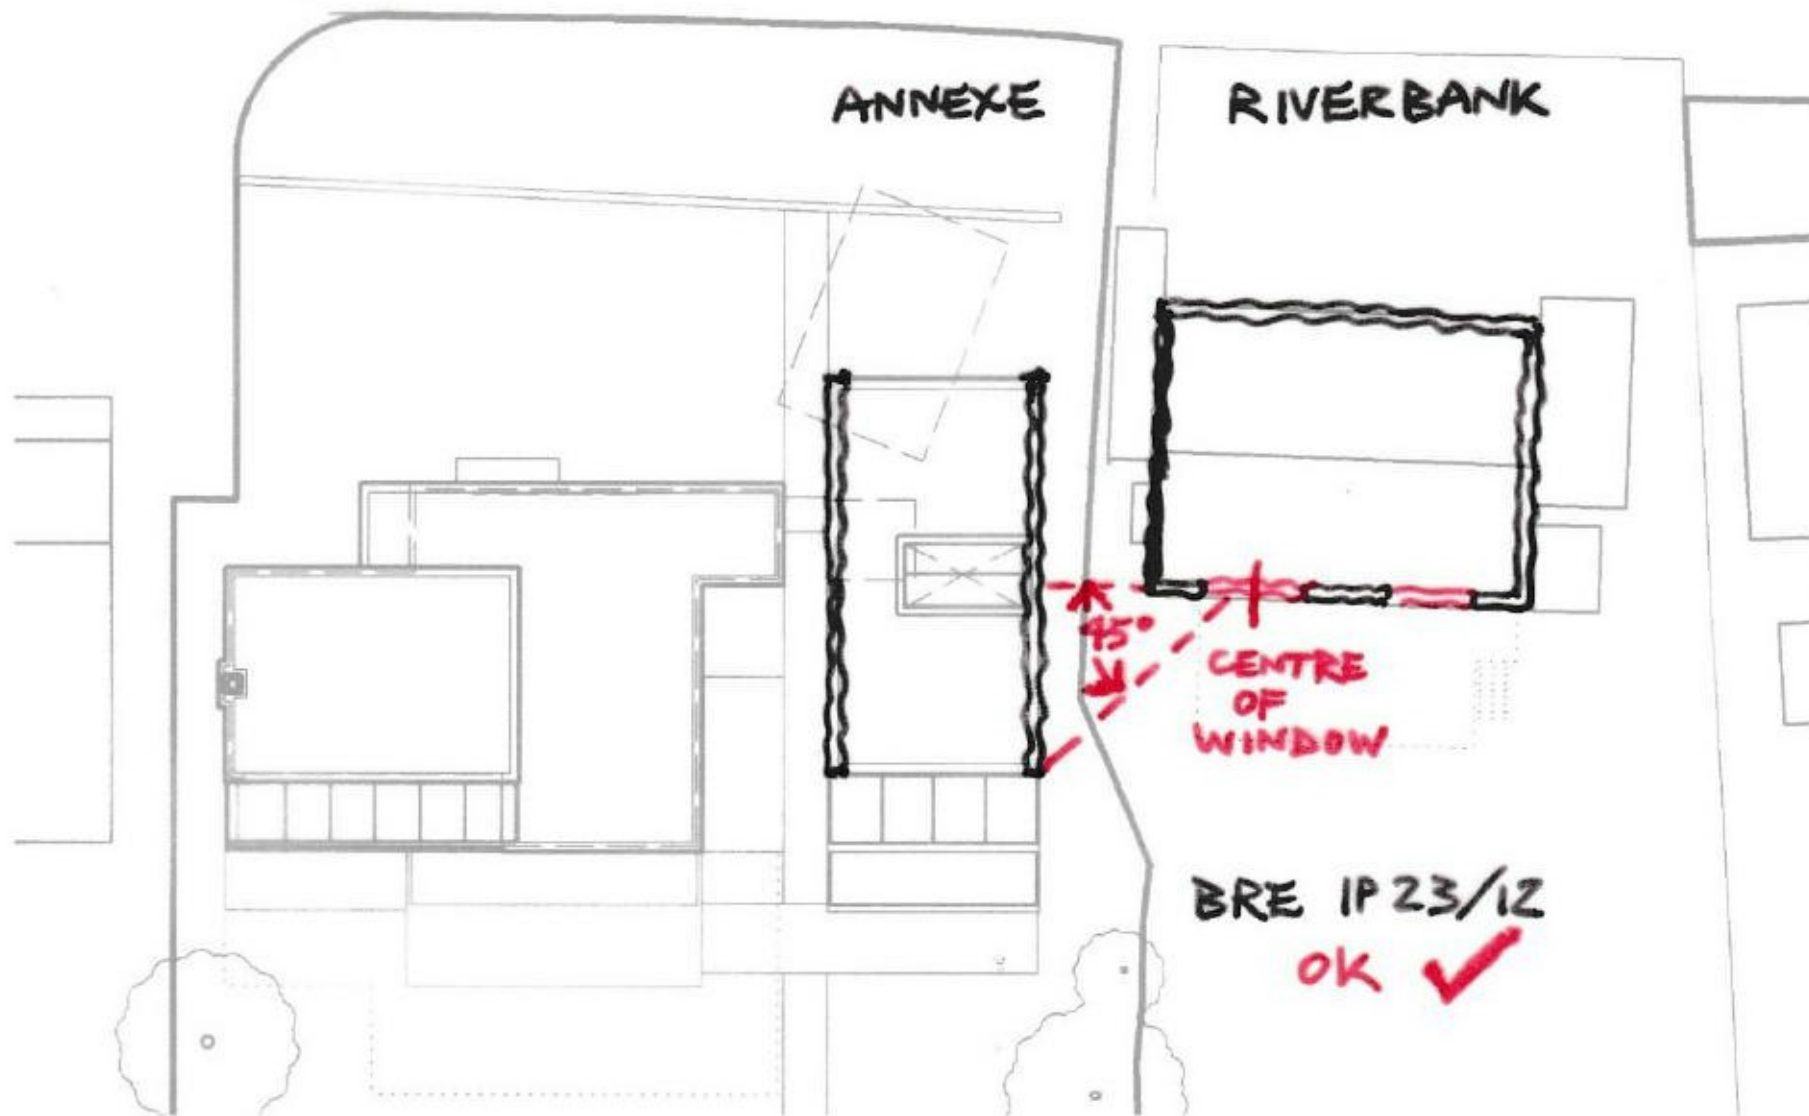 ANNEXE
RIVERBANK
45°
CENTRE
OF
WINDOW
BRE IP 23/12
OK ✓